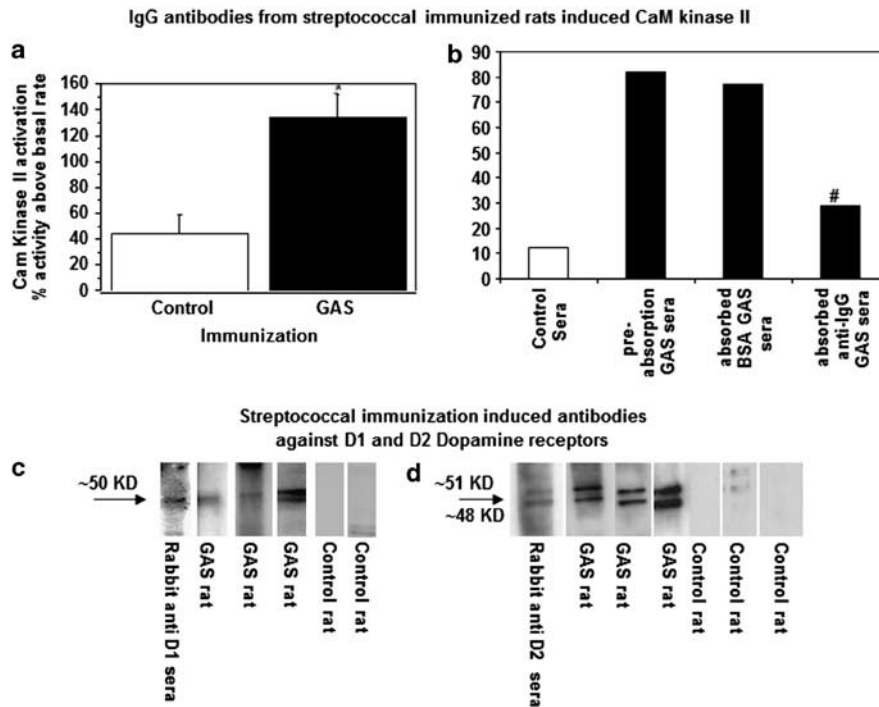 IgG antibodies from streptococcal immunized rats induced CaM kinase II
a
Cam Kinase II activation
% activity above basal rate
160
140
120
100
80
60
40
20
0
*
Control
GAS
Immunization
b
90
80
70
60
50
40
30
20
10
0
#
Control
Sera
pre-
absorption
GAS sera
absorbed
BSA GAS
sera
absorbed
anti-IgG
GAS sera
Streptococcal immunization induced antibodies
against D1 and D2 Dopamine receptors
c
~50 KD
Rabbit anti D1 sera
GAS rat
GAS rat
GAS rat
Control rat
Control rat
d
~51 KD
~48 KD
Rabbit anti D2 sera
GAS rat
GAS rat
GAS rat
Control rat
Control rat
Control rat